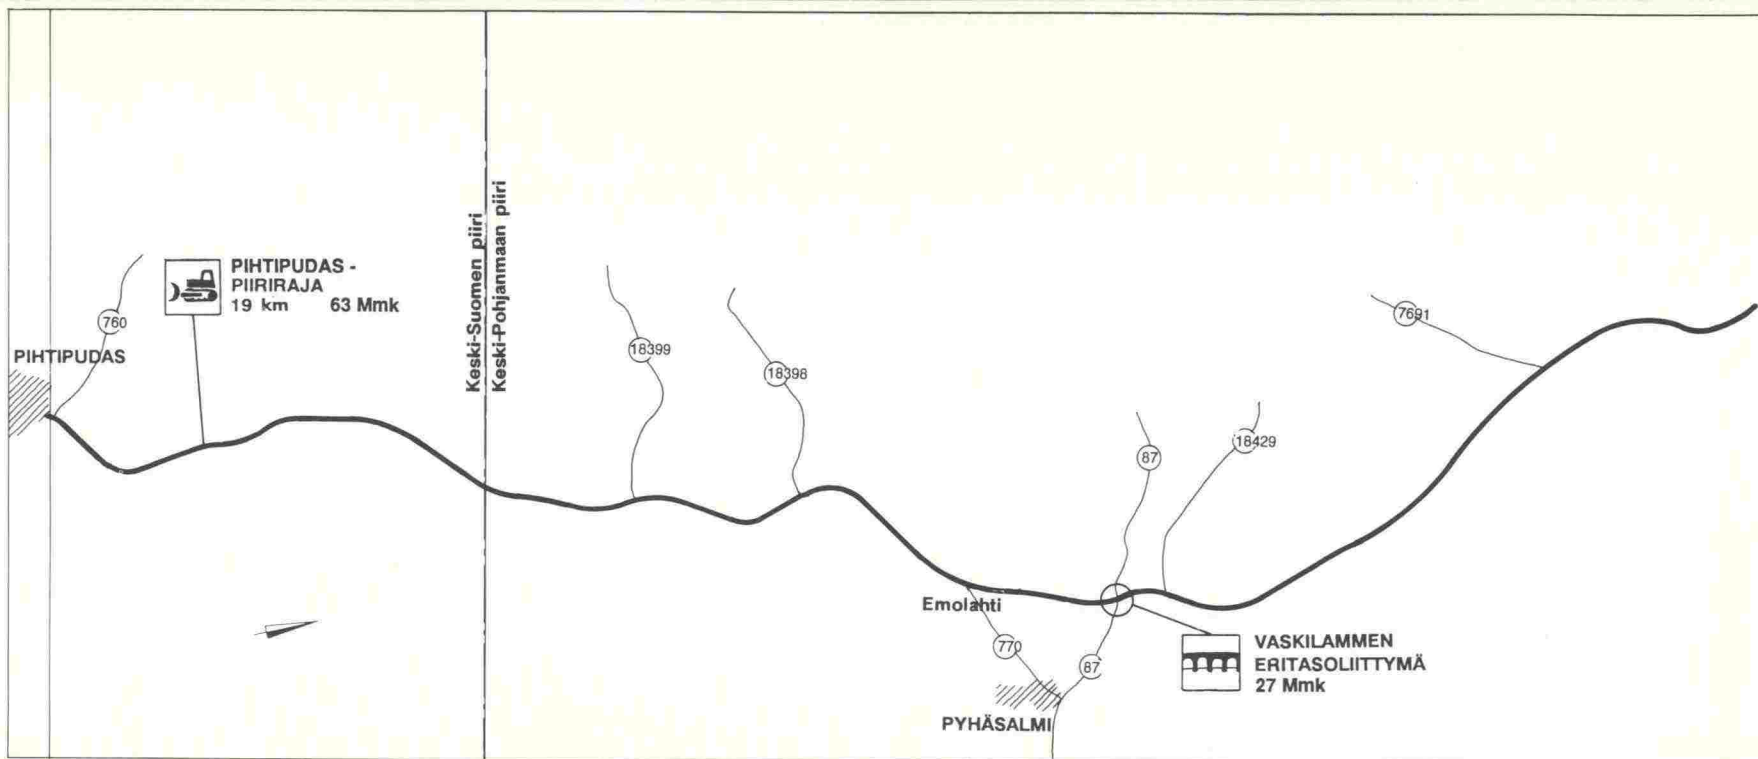 PIHTIPUDAS
760
PIHTIPUDAS -
PIIRIRAJA
19 km 63 Mmk
Keski-Suomen piiri
Keski-Pohjanmaan piiri
18399
18398
87
18429
7691
Emolahti
770
87
PYHÄSALMI
VASKILAMMEN
ERITASOLIITTYMÄ
27 Mmk